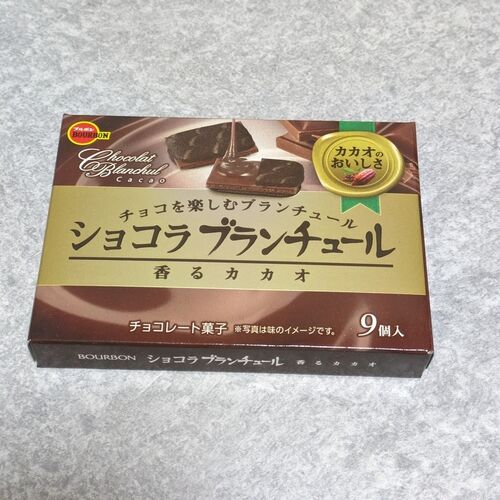 ブルボン
BOURBON
Chocolat
Blanchul
Cacao
カカオの
おいしさ
チョコを楽しむブランチュール
ショコラ ブランチュール
香るカカオ
チョコレート菓子 ※写真は味のイメージです。
9個入
BOURBON ショコラ ブランチュール 香るカカオ